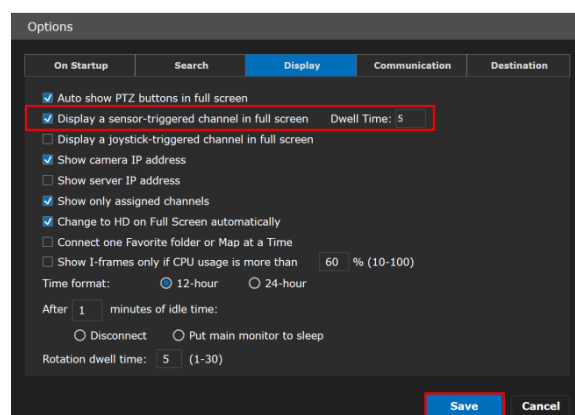 Options
On Startup Search Display Communication Destination
Auto show PTZ buttons in full screen
Display a sensor-triggered channel in full screen Dwell Time: 5
Display a joystick-triggered channel in full screen
Show camera IP address
Show server IP address
Show only assigned channels
Change to HD on Full Screen automatically
Connect one Favorite folder or Map at a Time
Show I-frames only if CPU usage is more than 60 % (10-100)
Time format: 12-hour 24-hour
After 1 minutes of idle time:
Disconnect Put main monitor to sleep
Rotation dwell time: 5 (1-30)
Save Cancel